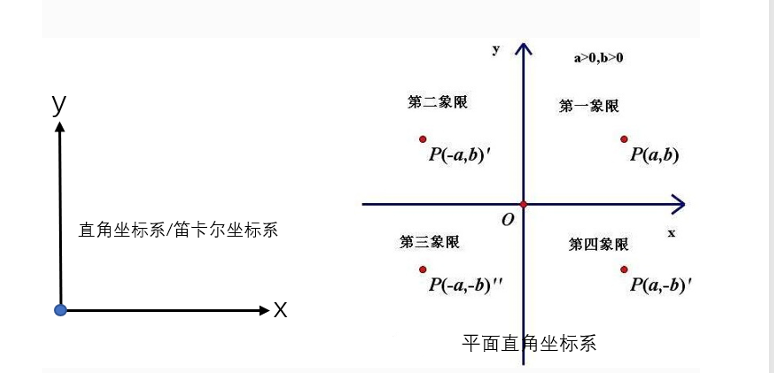 y
直角坐标系/笛卡尔坐标系
x
y
a>0,b>0
第二象限
第一象限
P(-a,b)'
P(a,b)
O
x
第三象限
第四象限
P(-a,-b)''
P(a,-b)'
平面直角坐标系